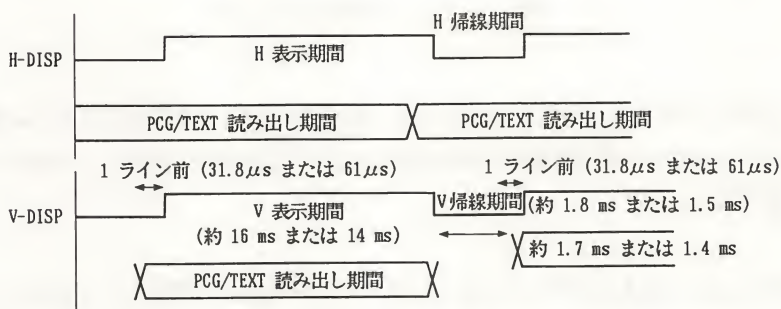 H 帰線期間
H-DISP
H 表示期間
PCG/TEXT 読み出し期間
PCG/TEXT 読み出し期間
1 ライン前 (31.8μs または 61μs)
1 ライン前 (31.8μs または 61μs)
V-DISP
V 表示期間
V帰線期間
(約 1.8 ms または 1.5 ms)
(約 16 ms または 14 ms)
約 1.7 ms または 1.4 ms
PCG/TEXT 読み出し期間